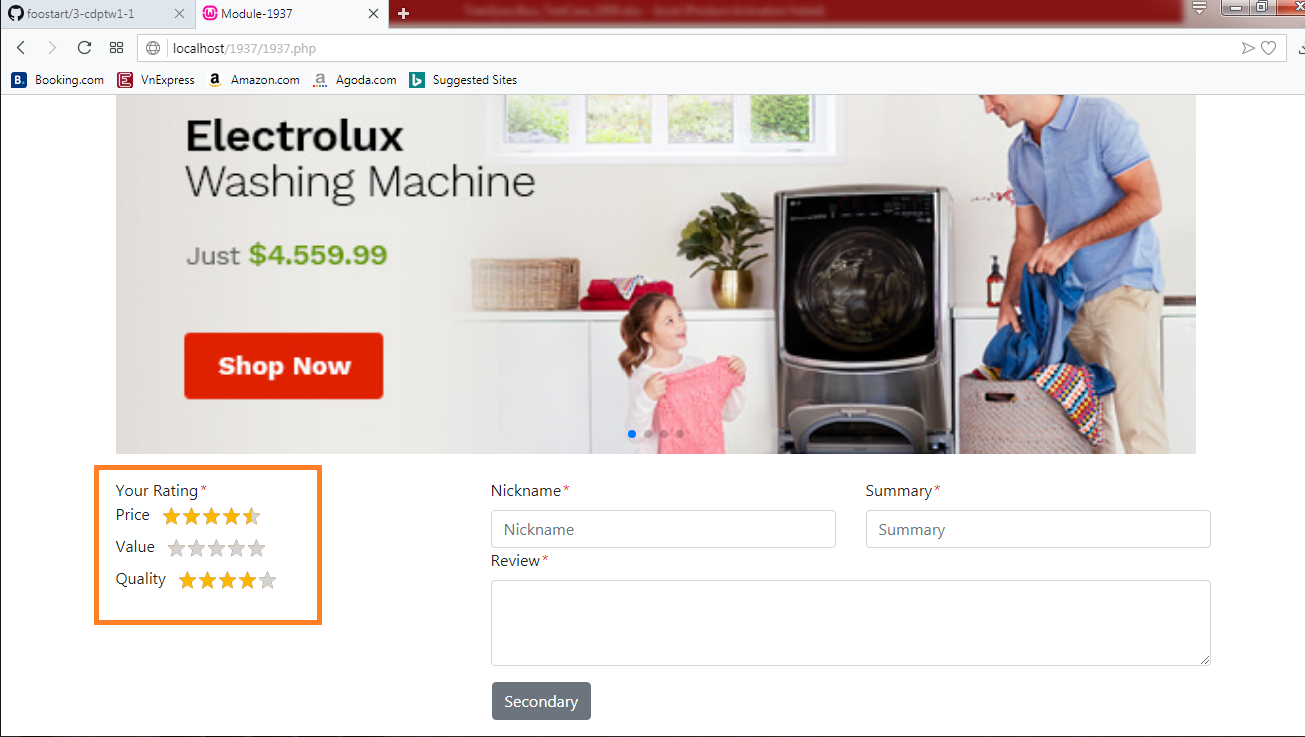 foostart/3-cdptw1-1
Module-1937
localhost/1937/1937.php
B. Booking.com
E VnExpress
a Amazon.com
a Agoda.com
b Suggested Sites
Electrolux
Washing Machine
Just $4.559.99
Shop Now
LG
Your Rating*
Price
Value
Quality
Nickname*
Nickname
Summary*
Summary
Review*
Secondary